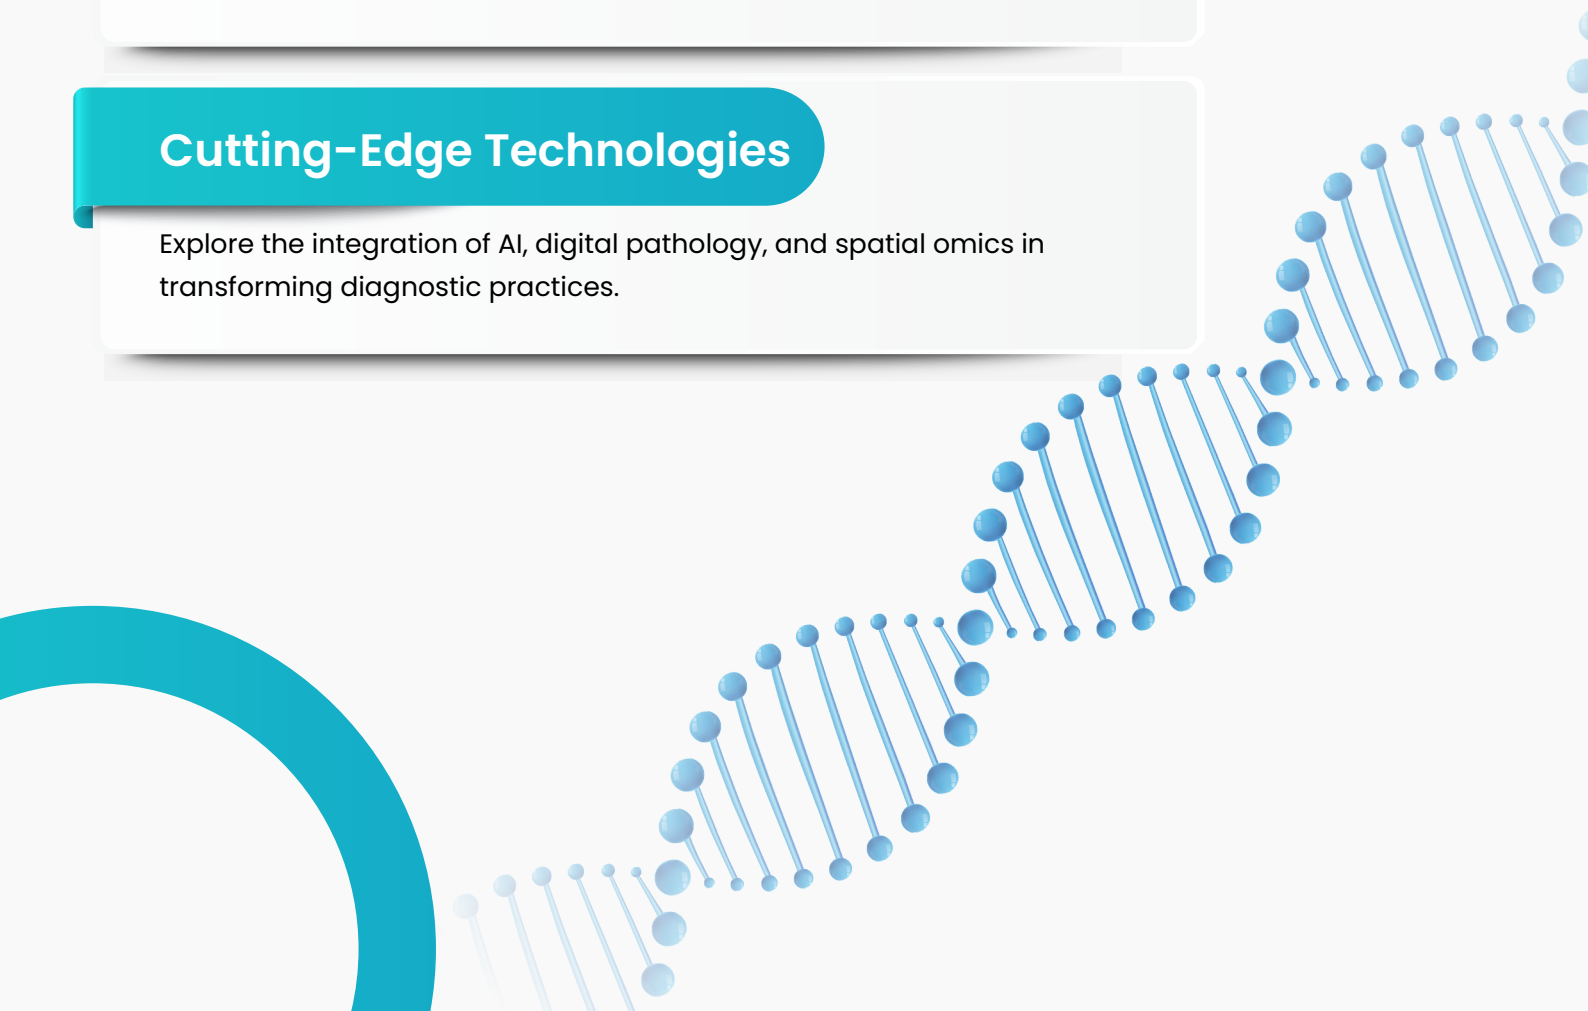 Cutting-Edge Technologies
Explore the integration of AI, digital pathology, and spatial omics in
transforming diagnostic practices.